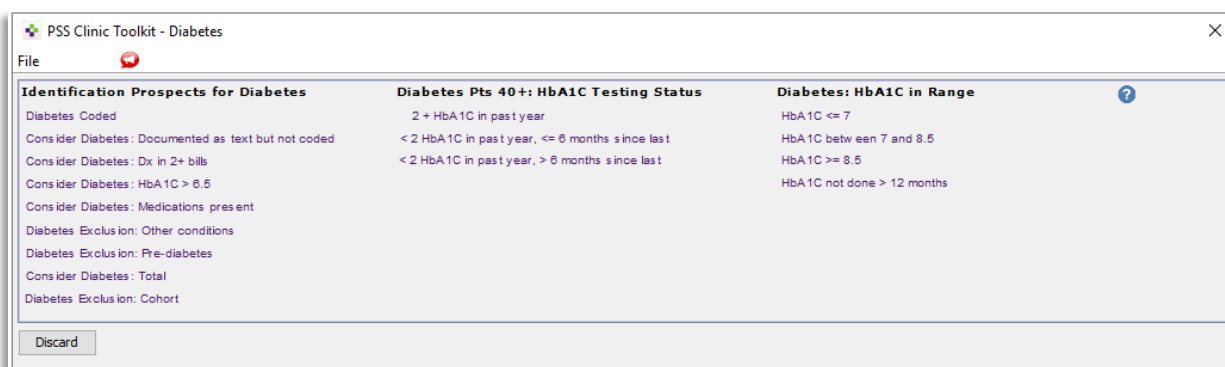 PSS Clinic Toolkit - Diabetes
File
Identification Prospects for Diabetes
Diabetes Coded
Consider Diabetes: Documented as text but not coded
Consider Diabetes: Dx in 2+ bills
Consider Diabetes: HbA1C > 6.5
Consider Diabetes: Medications present
Diabetes Exclusion: Other conditions
Diabetes Exclusion: Pre-diabetes
Consider Diabetes: Total
Diabetes Exclusion: Cohort
Diabetes Pts 40+: HbA1C Testing Status
2 + HbA1C in past year
< 2 HbA1C in past year, <= 6 months since last
< 2 HbA1C in past year, > 6 months since last
Diabetes: HbA1C in Range
HbA1C <= 7
HbA1C between 7 and 8.5
HbA1C >= 8.5
HbA1C not done > 12 months
?
Discard